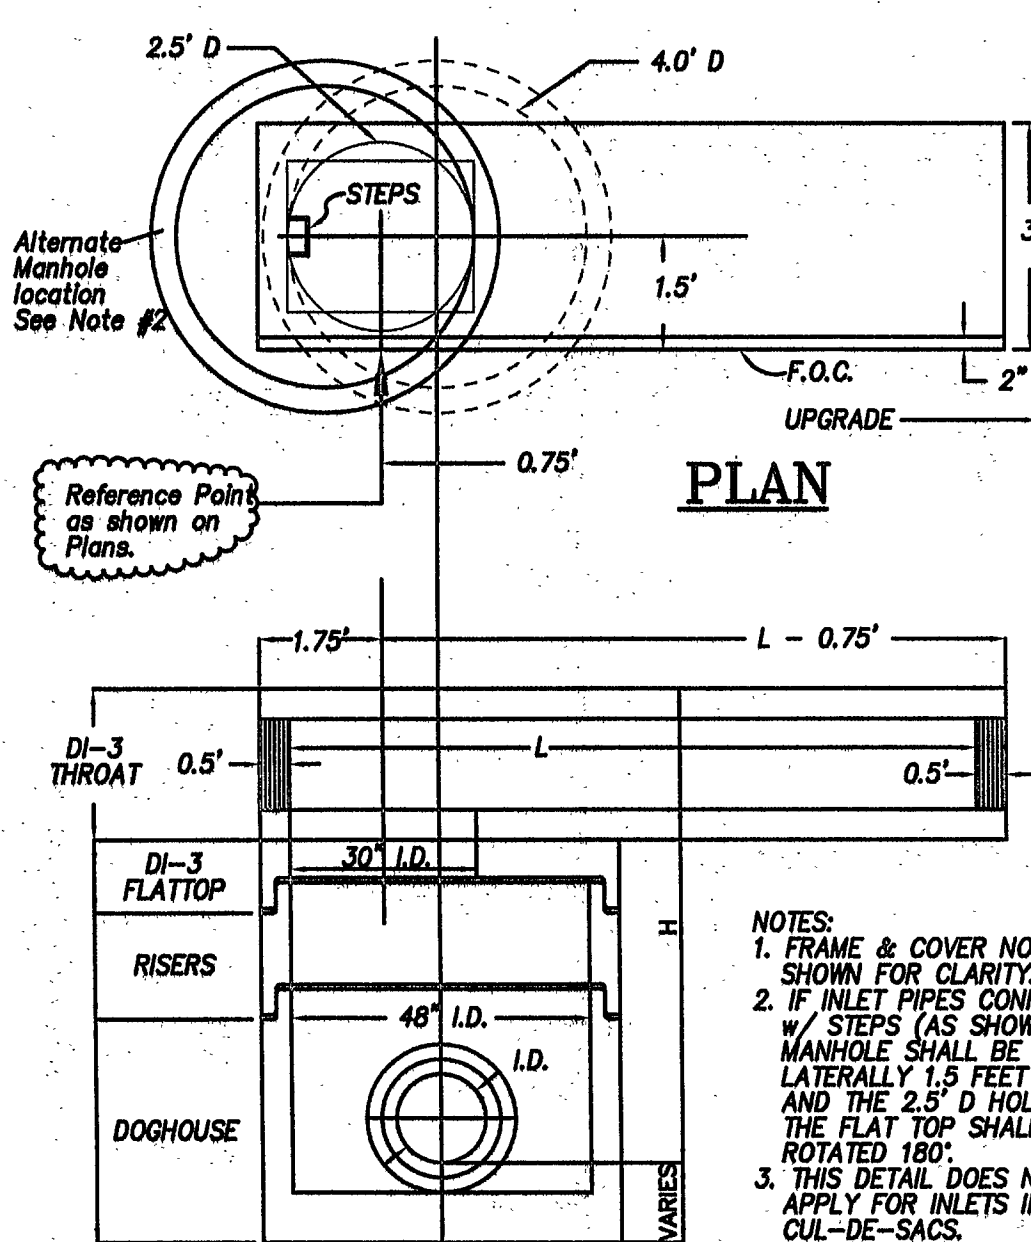 2.5' D
4.0' D
STEPS
Alternate
Manhole
location
See Note #2
1.5'
3
F.O.C.
2"
UPGRADE
0.75'
PLAN
Reference Point
as shown on
Plans.
1.75'
L - 0.75'
DI-3
THROAT
0.5'
L
0.5'
DI-3
FLATTOP
30" I.D.
RISERS
H
48" I.D.
I.D.
DOGHOUSE
VARIES
NOTES:
1. FRAME & COVER NO
SHOWN FOR CLARITY.
2. IF INLET PIPES CON
w/ STEPS (AS SHOW
MANHOLE SHALL BE
LATERALLY 1.5 FEET
AND THE 2.5' D HOL
THE FLAT TOP SHAL
ROTATED 180°.
3. THIS DETAIL DOES N
APPLY FOR INLETS I
CUL-DE-SACS.